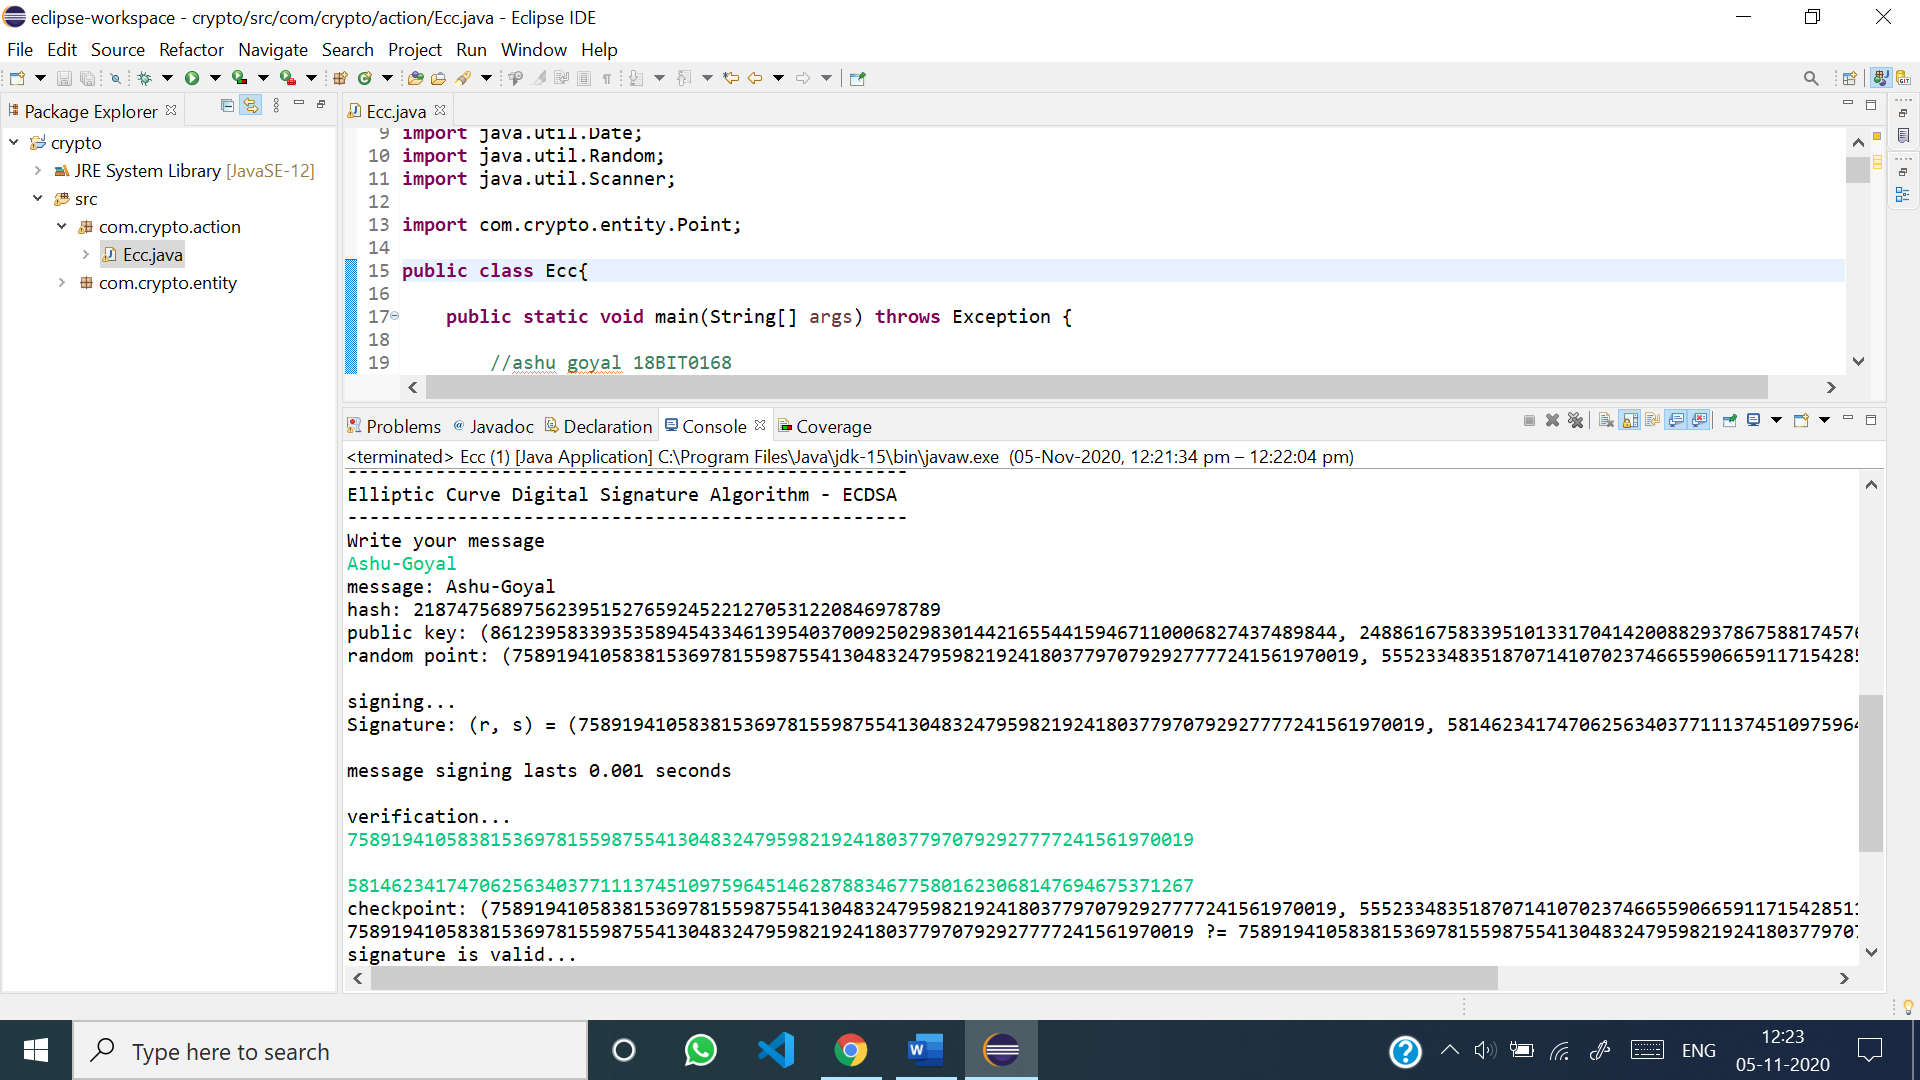 eclipse-workspace - crypto/src/com/crypto/action/Ecc.java - Eclipse IDE
File Edit Source Refactor Navigate Search Project Run Window Help
Package Explorer
crypto
JRE System Library [JavaSE-12]
src
com.crypto.action
Ecc.java
com.crypto.entity
Ecc.java
9 import java.util.Date;
10 import java.util.Random;
11 import java.util.Scanner;
12
13 import com.crypto.entity.Point;
14
15 public class Ecc{
16
17 public static void main(String[] args) throws Exception {
18
19 //ashu goyal 18BIT0168
Problems @ Javadoc Declaration Console Coverage
<terminated> Ecc (1) [Java Application] C:\Program Files\Java\jdk-15\bin\javaw.exe (05-Nov-2020, 12:21:34 pm – 12:22:04 pm)
---------------------------------------------------
Elliptic Curve Digital Signature Algorithm - ECDSA
---------------------------------------------------
Write your message
Ashu-Goyal
message: Ashu-Goyal
hash: 218747568975623951527659245221270531220846978789
public key: (86123958339353589454334613954037009250298301442165544159467110006827437489844, 2488616758339510133170414200882937867588174576
random point: (75891941058381536978155987554130483247959821924180377970792927777241561970019, 5552334835187071410702374665590665911715428
signing...
Signature: (r, s) = (75891941058381536978155987554130483247959821924180377970792927777241561970019, 5814623417470625634037711137451097596
message signing lasts 0.001 seconds
verification...
75891941058381536978155987554130483247959821924180377970792927777241561970019
58146234174706256340377111374510975964514628788346775801623068147694675371267
checkpoint: (75891941058381536978155987554130483247959821924180377970792927777241561970019, 555233483518707141070237466559066591171542851
75891941058381536978155987554130483247959821924180377970792927777241561970019 ?= 75891941058381536978155987554130483247959821924180377970
signature is valid...
Type here to search
W
ENG
12:23
05-11-2020